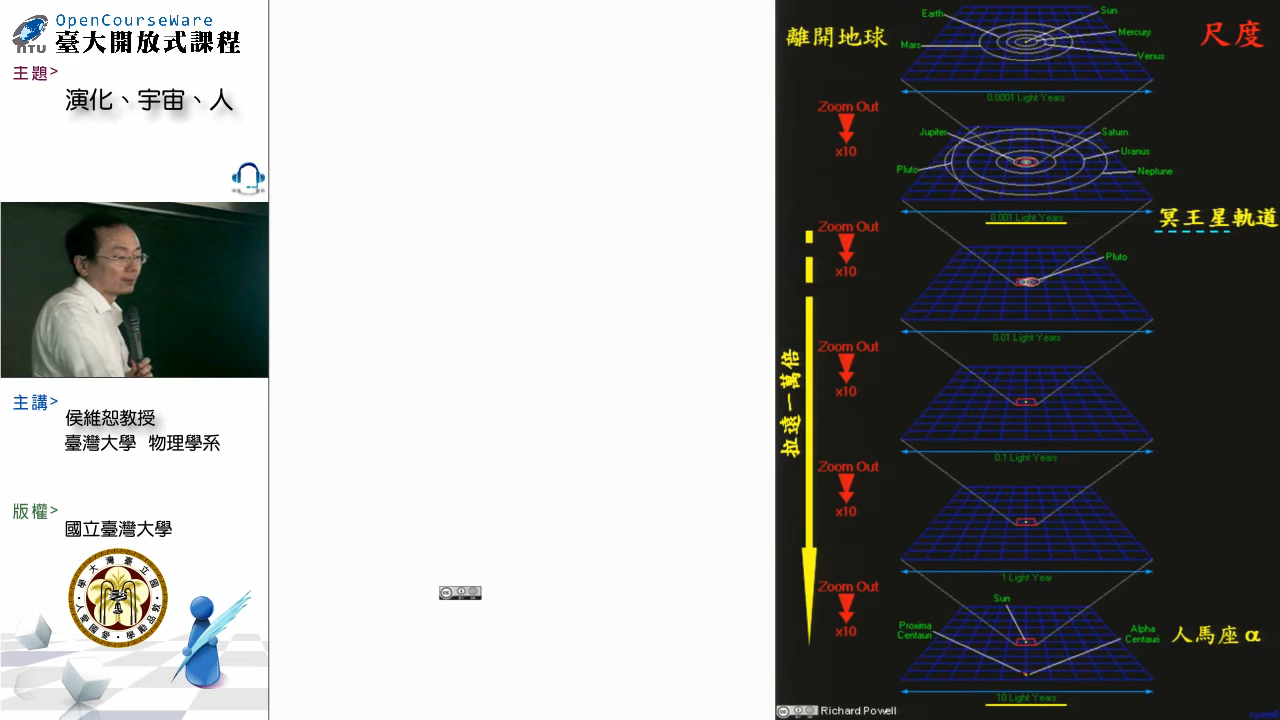 OpenCourseWare
臺大開放式課程
NTU
主題>
演化、宇宙、人
主講>
侯維恕教授
臺灣大學 物理學系
版權>
國立臺灣大學
離開地球
尺度
Earth
Sun
Mercury
Mars
Venus
0.0001 Light Years
Zoom Out
x10
Jupiter
Saturn
Uranus
Pluto
Neptune
0.001 Light Years
冥王星軌道
Zoom Out
x10
Pluto
0.01 Light Years
拉遠一萬倍
Zoom Out
x10
0.1 Light Years
Zoom Out
x10
1 Light Year
Zoom Out
x10
Sun
Proxima
Centauri
Alpha
Centauri
人馬座α
10 Light Years
cc
cc
Richard Powell